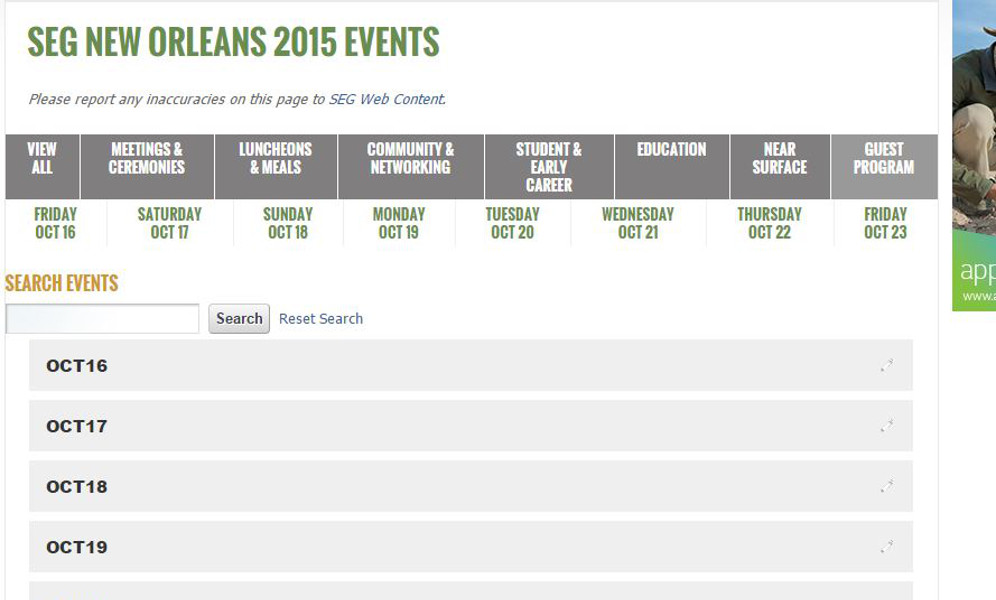 SEG NEW ORLEANS 2015 EVENTS
Please report any inaccuracies on this page to SEG Web Content.
VIEW
ALL
MEETINGS &
CEREMONIES
LUNCHEONS
& MEALS
COMMUNITY &
NETWORKING
STUDENT &
EARLY
CAREER
EDUCATION
NEAR
SURFACE
GUEST
PROGRAM
FRIDAY
OCT 16
SATURDAY
OCT 17
SUNDAY
OCT 18
MONDAY
OCT 19
TUESDAY
OCT 20
WEDNESDAY
OCT 21
THURSDAY
OCT 22
FRIDAY
OCT 23
SEARCH EVENTS
Search Reset Search
OCT16
OCT17
OCT18
OCT19
app
www.a